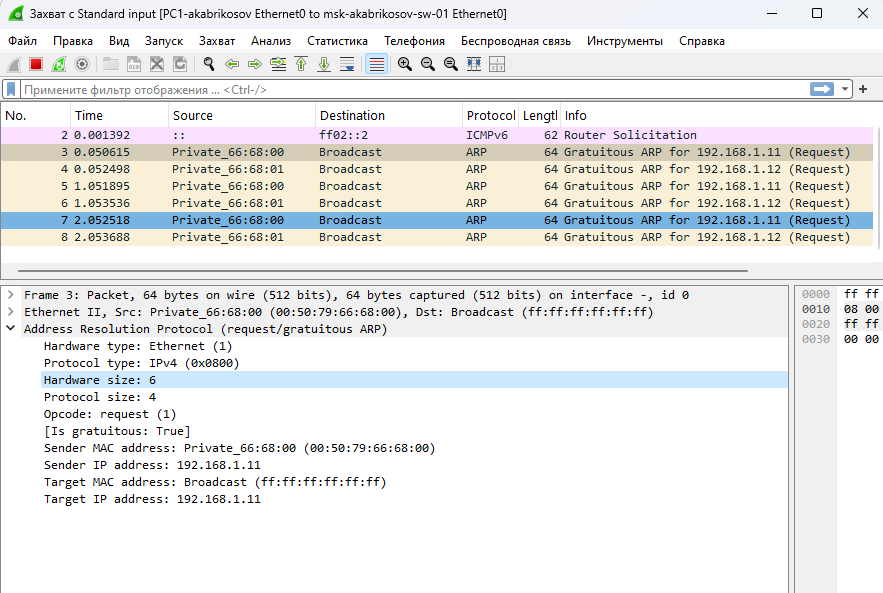 Захват с Standard input [PC1-akabrikosov Ethernet0 to msk-akabrikosov-sw-01 Ethernet0]
Файл Правка Вид Запуск Захват Анализ Статистика Телефония Беспроводная связь Инструменты Справка
Примените фильтр отображения ... <Ctrl-/>
No. Time Source Destination Protocol Lengtl Info
2 0.001392 :: ff02::2 ICMPv6 62 Router Solicitation
3 0.050615 Private_66:68:00 Broadcast ARP 64 Gratuitous ARP for 192.168.1.11 (Request)
4 0.052498 Private_66:68:01 Broadcast ARP 64 Gratuitous ARP for 192.168.1.12 (Request)
5 1.051895 Private_66:68:00 Broadcast ARP 64 Gratuitous ARP for 192.168.1.11 (Request)
6 1.053536 Private_66:68:01 Broadcast ARP 64 Gratuitous ARP for 192.168.1.12 (Request)
7 2.052518 Private_66:68:00 Broadcast ARP 64 Gratuitous ARP for 192.168.1.11 (Request)
8 2.053688 Private_66:68:01 Broadcast ARP 64 Gratuitous ARP for 192.168.1.12 (Request)
Frame 3: Packet, 64 bytes on wire (512 bits), 64 bytes captured (512 bits) on interface -, id 0
Ethernet II, Src: Private_66:68:00 (00:50:79:66:68:00), Dst: Broadcast (ff:ff:ff:ff:ff:ff)
Address Resolution Protocol (request/gratuitous ARP)
Hardware type: Ethernet (1)
Protocol type: IPv4 (0x0800)
Hardware size: 6
Protocol size: 4
Opcode: request (1)
[Is gratuitous: True]
Sender MAC address: Private_66:68:00 (00:50:79:66:68:00)
Sender IP address: 192.168.1.11
Target MAC address: Broadcast (ff:ff:ff:ff:ff:ff)
Target IP address: 192.168.1.11
0000 ff ff
0010 08 00
0020 ff ff
0030 00 00